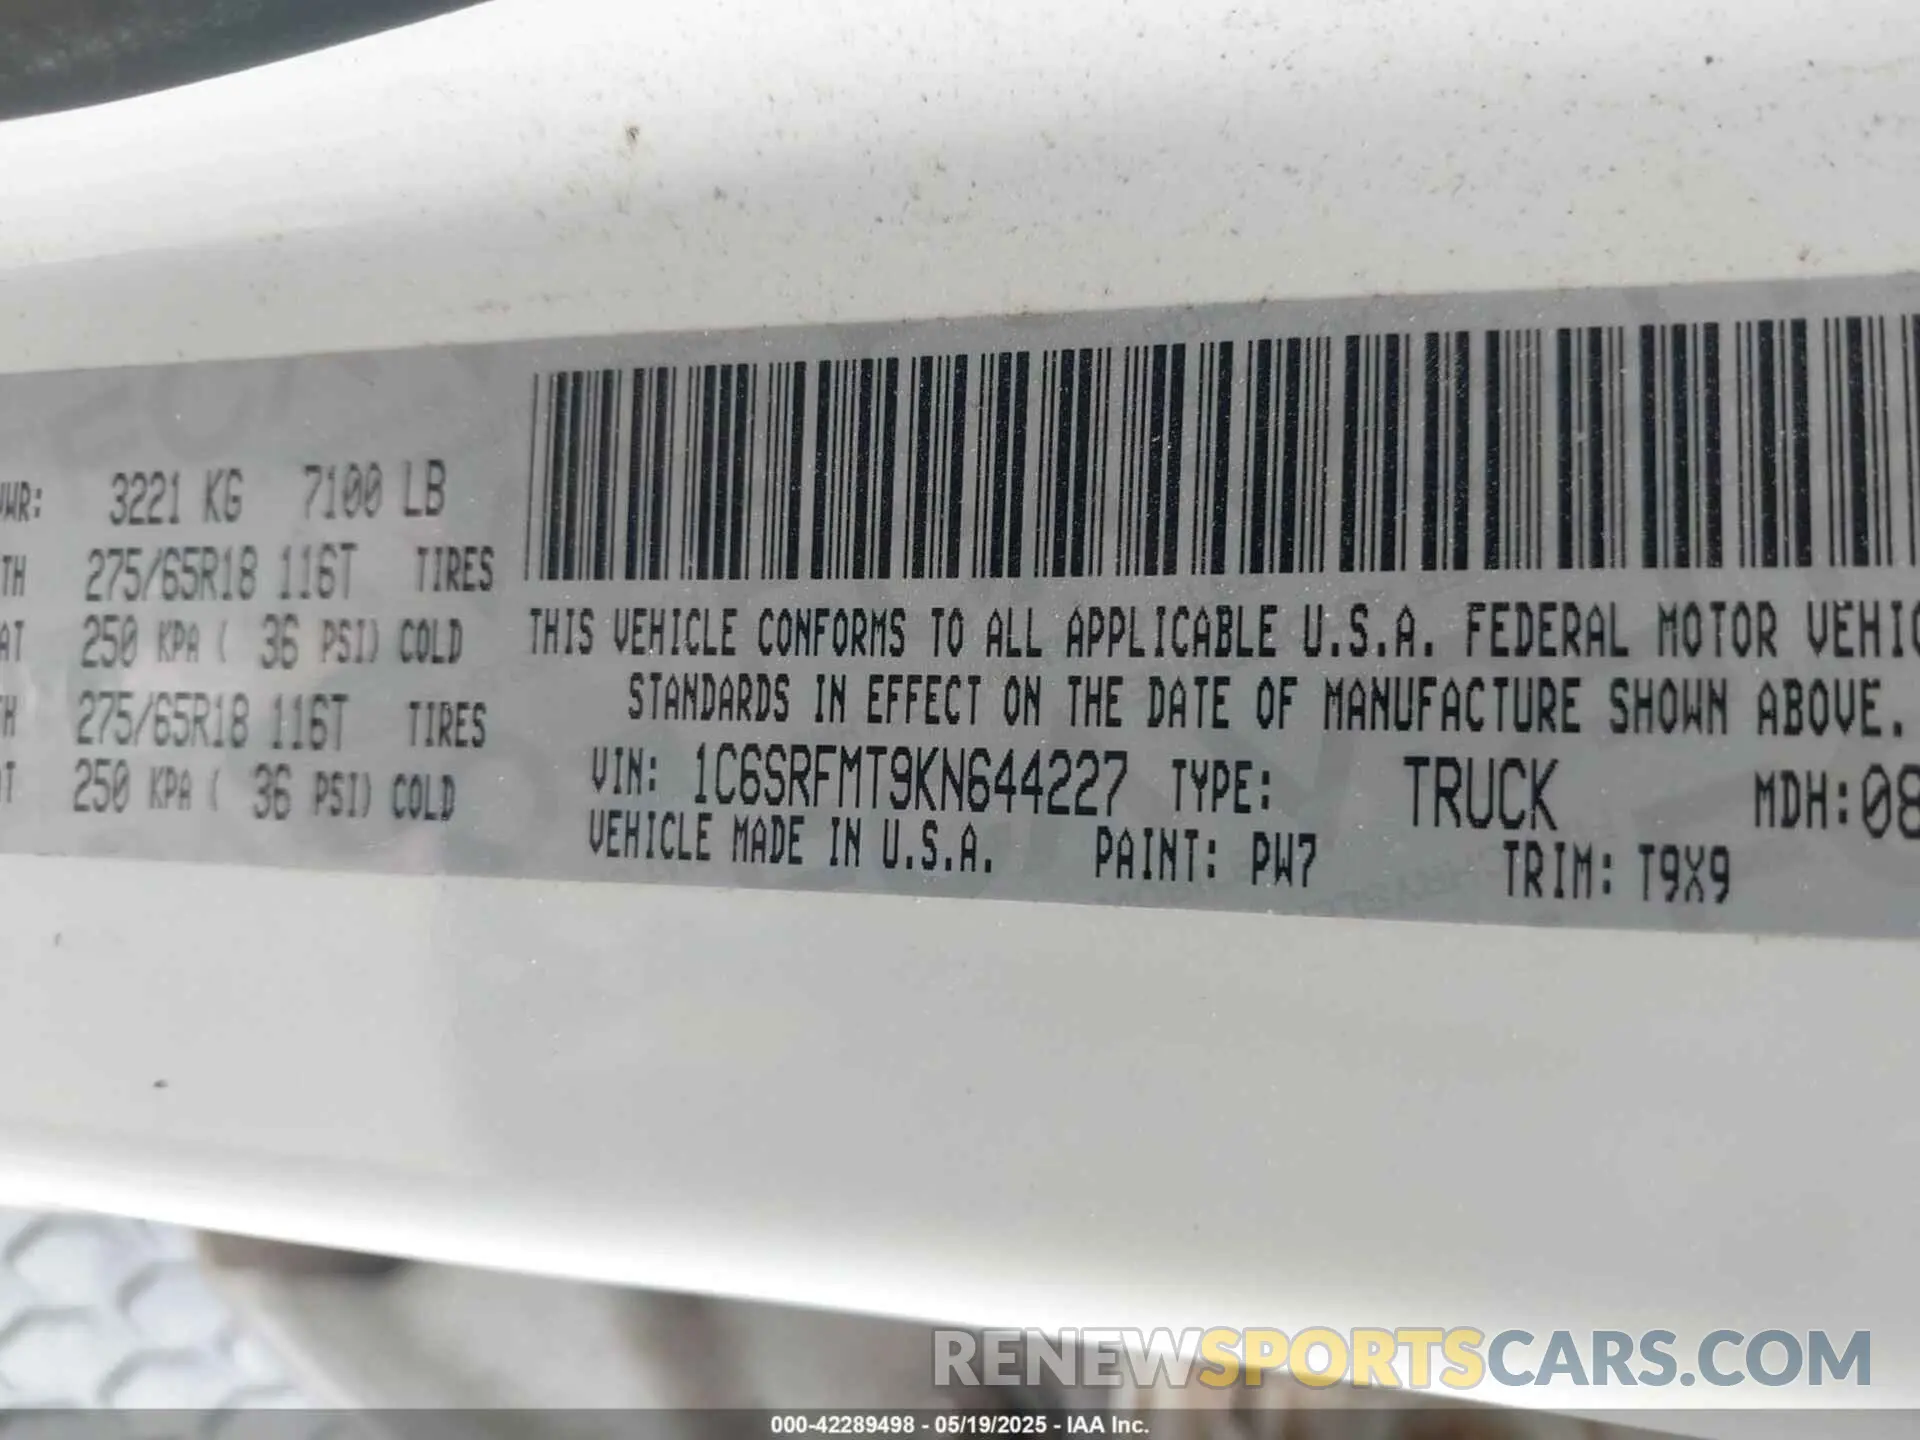 3221 KG 7100 LB
275/65R18 116T TIRES
250 KPA ( 36 PSI) COLD
275/65R18 116T TIRES
250 KPA ( 36 PSI) COLD
THIS VEHICLE CONFORMS TO ALL APPLICABLE U.S.A. FEDERAL MOTOR VEHIC
STANDARDS IN EFFECT ON THE DATE OF MANUFACTURE SHOWN ABOVE.
VIN: 1C6SRFMT9KN644227 TYPE: TRUCK MDH:08
VEHICLE MADE IN U.S.A. PAINT: PW7 TRIM: T9X9
RENEWSPORTSCARS.COM
000-42289498 - 05/19/2025 - IAA Inc.